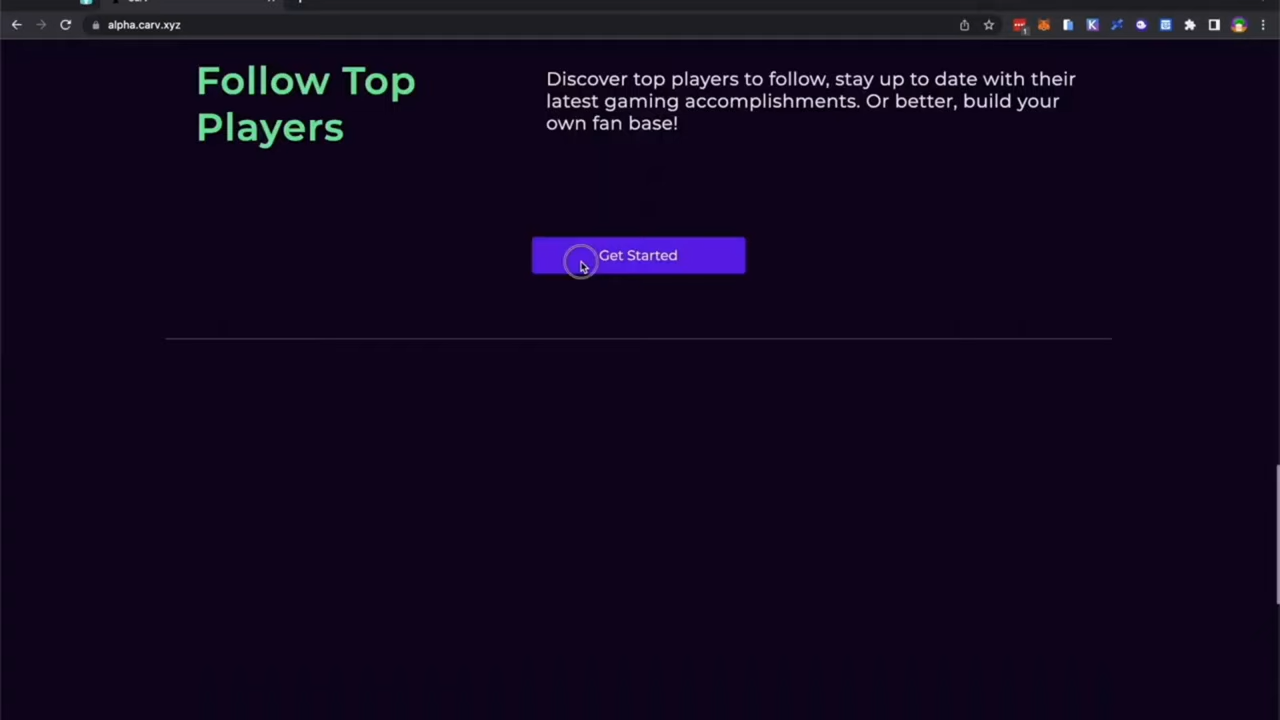 alpha.carv.xyz
Follow Top
Players
Discover top players to follow, stay up to date with their
latest gaming accomplishments. Or better, build your
own fan base!
Get Started